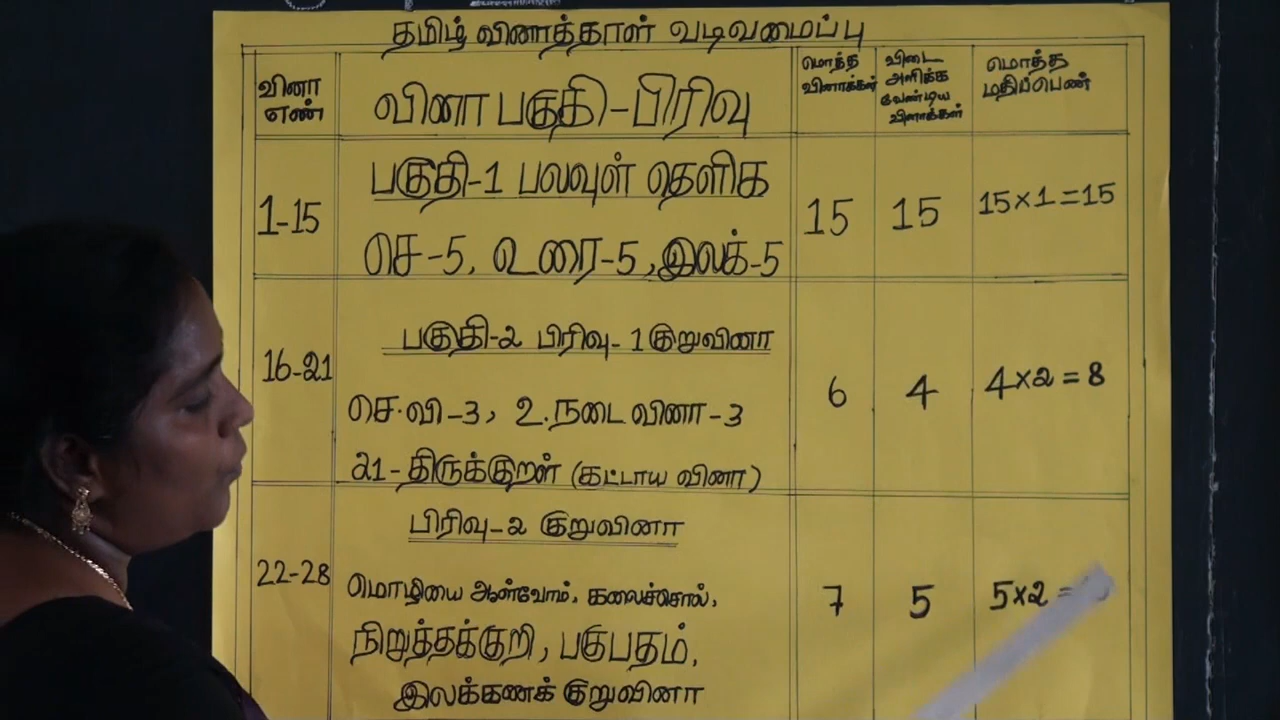 தமிழ் வினாத்தாள் வடிவமைப்பு
வினா எண்
வினா பகுதி-பிரிவு
மொத்த வினாக்கள்
விடை அளிக்க வேண்டிய வினாக்கள்
மொத்த மதிப்பெண்
1-15
பகுதி-1 பலவுள் தெளிக
செ-5, உரை-5, இலக்-5
15
15
15×1=15
16-21
பகுதி-2 பிரிவு-1 குறுவினா
செ.வி-3, உ.நடை வினா-3
21-திருக்குறள் (கட்டாய வினா)
6
4
4×2=8
22-28
பிரிவு-2 குறுவினா
மொழியை ஆள்வோம், கலைச்சொல்,
நிறுத்தக்குறி, பகுபதம்,
இலக்கணக் குறுவினா
7
5
5×2=